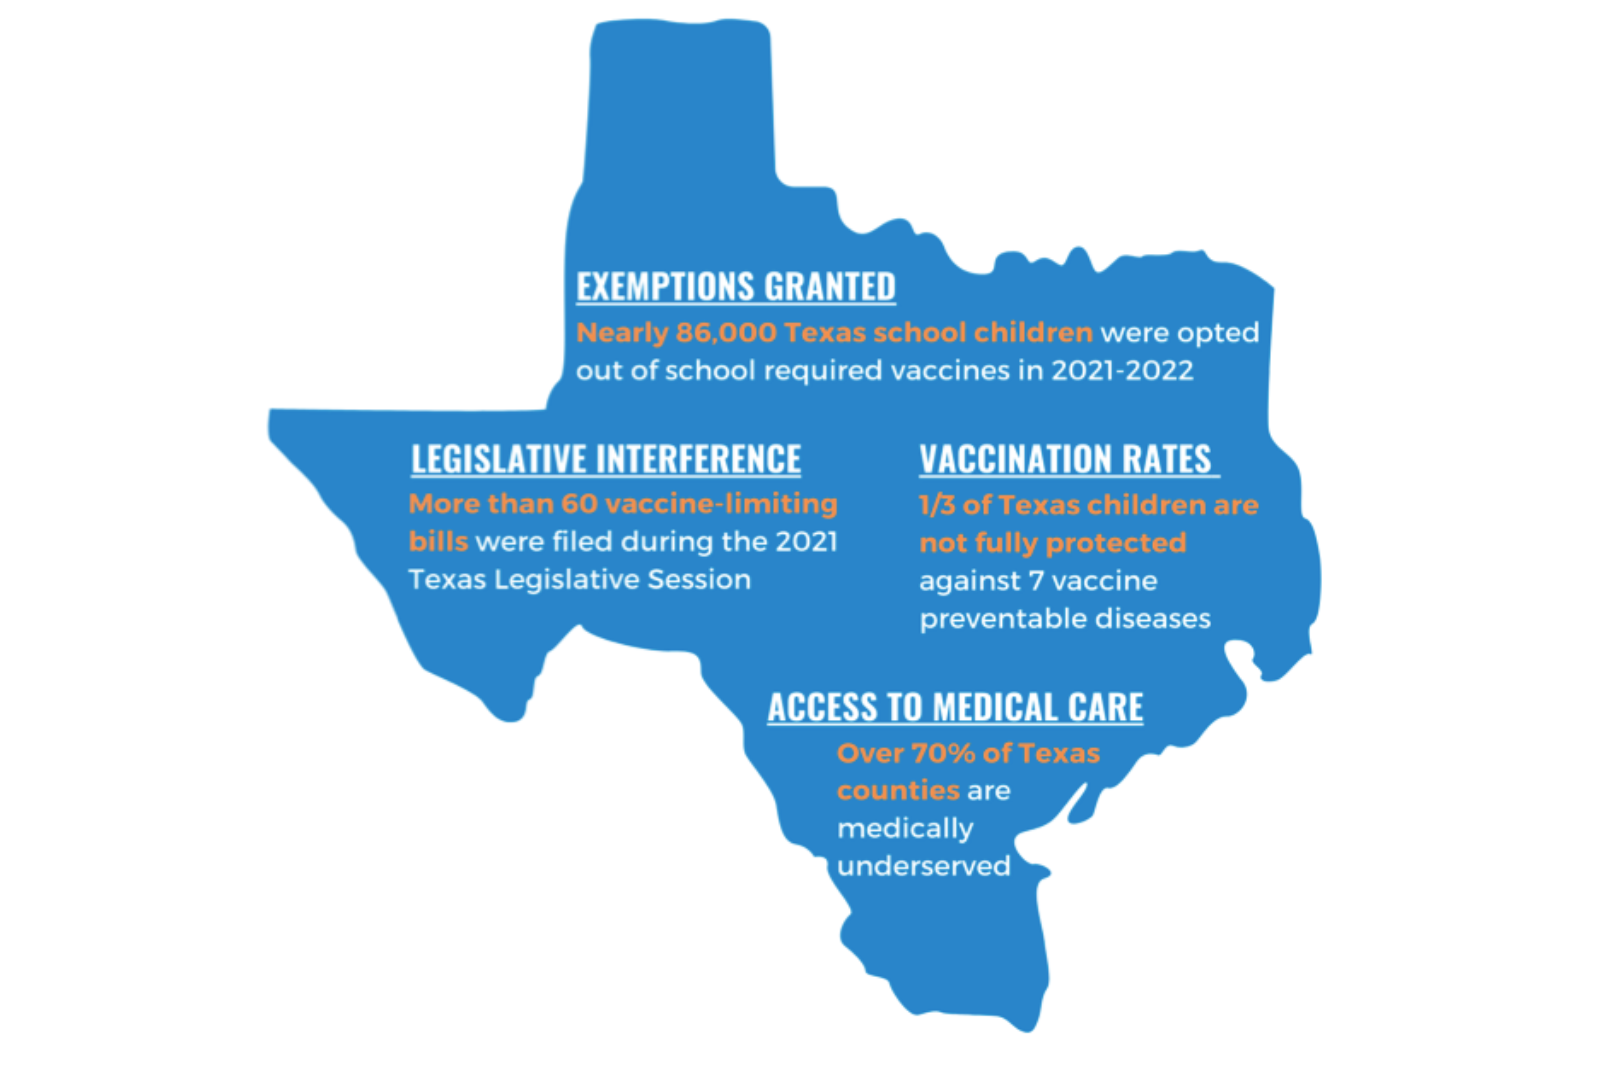 EXEMPTIONS GRANTED
Nearly 86,000 Texas school children were opted
out of school required vaccines in 2021-2022
LEGISLATIVE INTERFERENCE
More than 60 vaccine-limiting
bills were filed during the 2021
Texas Legislative Session
VACCINATION RATES
1/3 of Texas children are
not fully protected
against 7 vaccine
preventable diseases
ACCESS TO MEDICAL CARE
Over 70% of Texas
counties are
medically
underserved